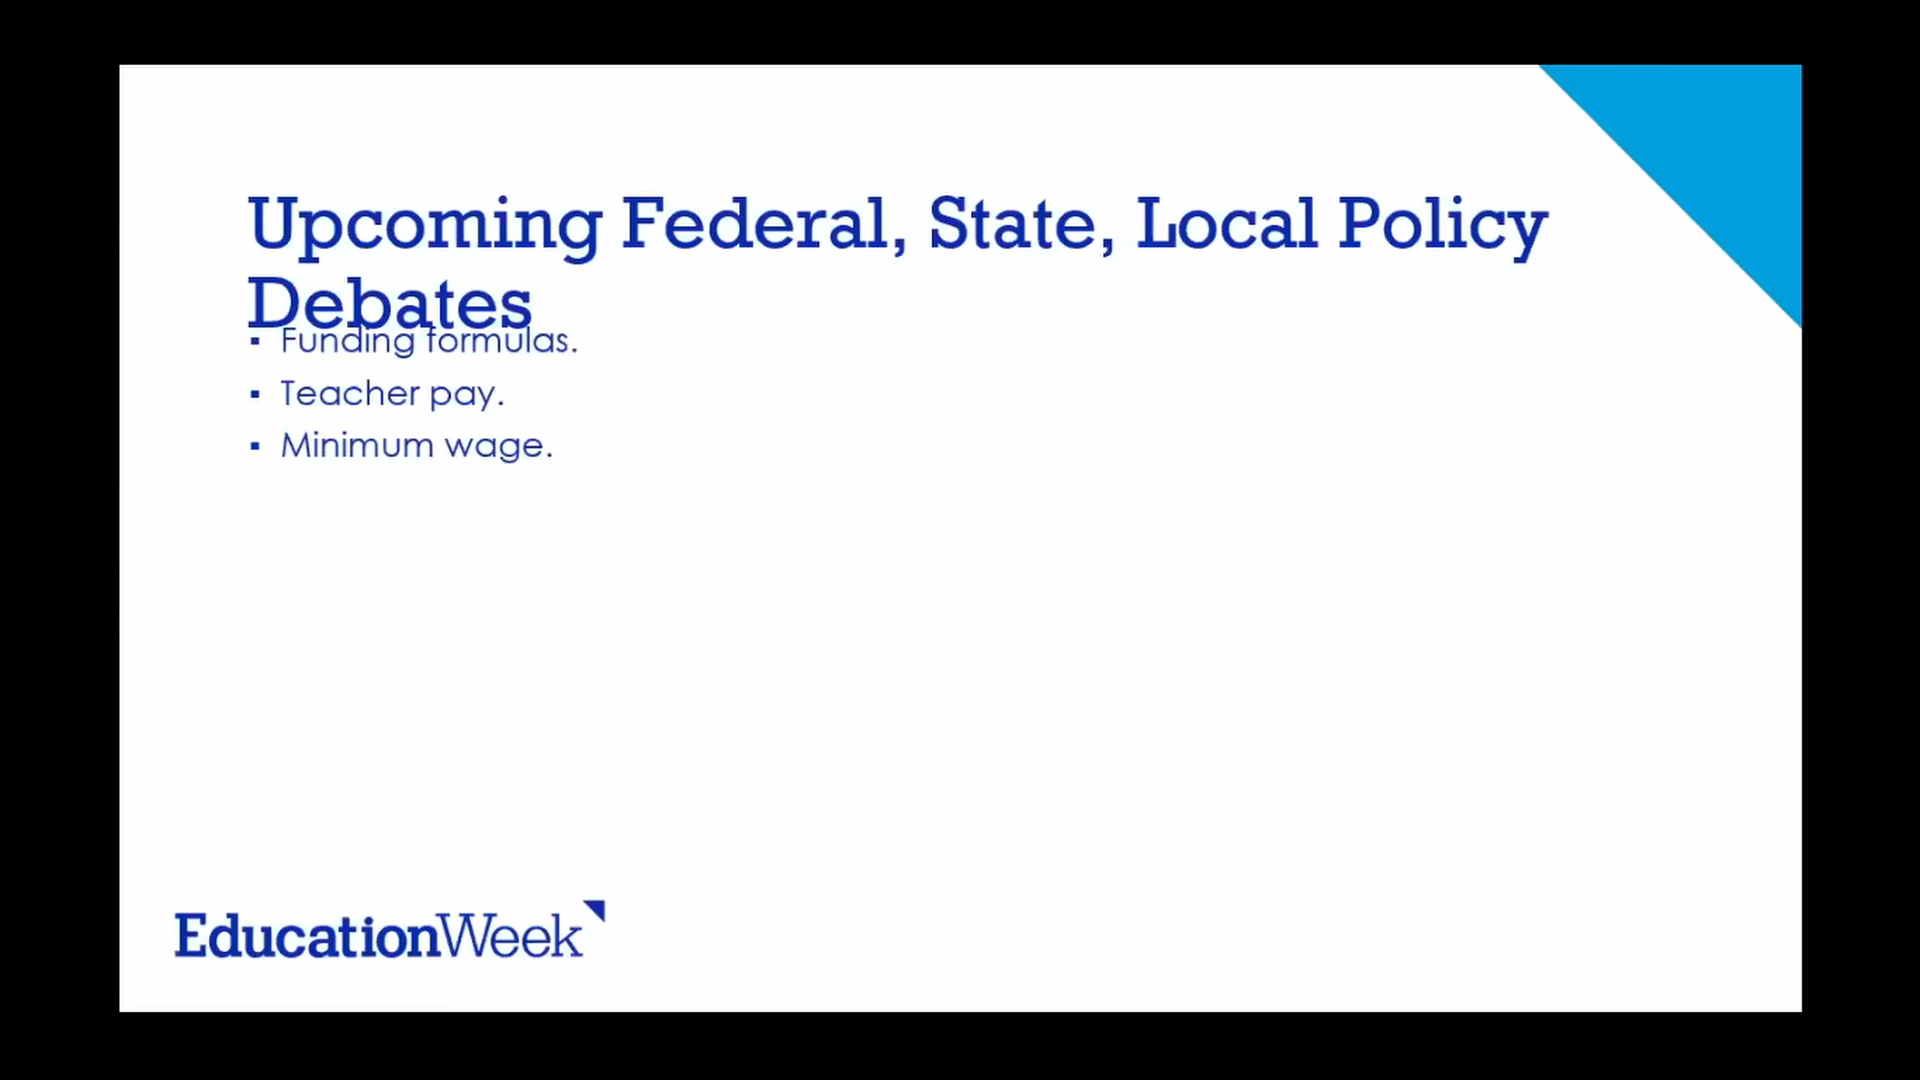 Upcoming Federal, State, Local Policy
Debates
▪ Funding formulas.
▪ Teacher pay.
▪ Minimum wage.
EducationWeek